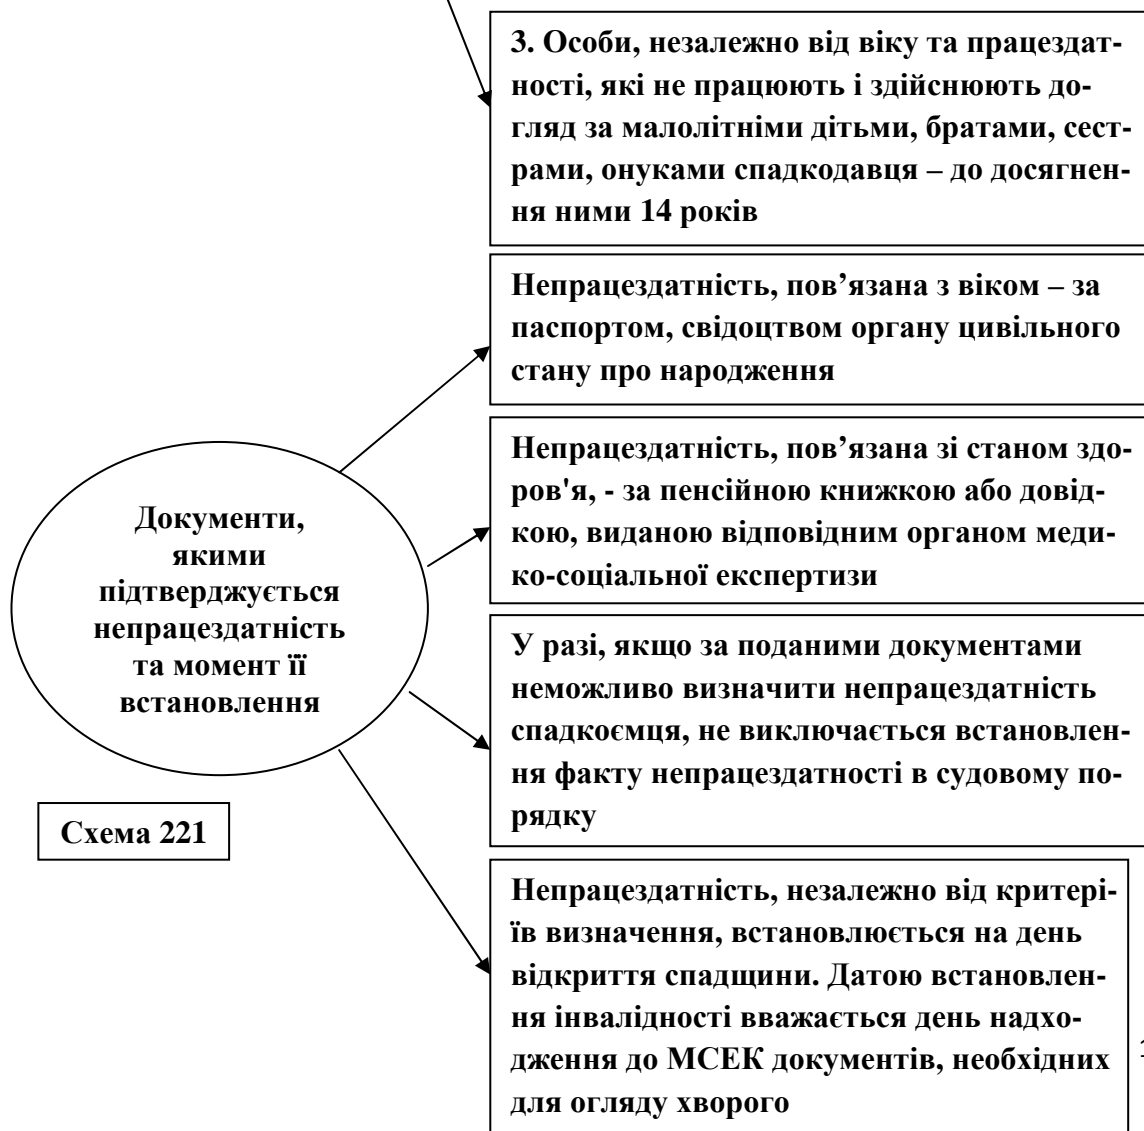 3. Особи, незалежно від віку та працездат-
ності, які не працюють і здійснюють до-
гляд за малолітніми дітьми, братами, сест-
рами, онуками спадкодавця – до досягнен-
ня ними 14 років
Непрацездатність, пов’язана з віком – за
паспортом, свідоцтвом органу цивільного
стану про народження
Непрацездатність, пов’язана зі станом здо-
ров'я, - за пенсійною книжкою або довід-
кою, виданою відповідним органом меди-
ко-соціальної експертизи
Документи,
якими
підтверджується
непрацездатність
та момент її
встановлення
У разі, якщо за поданими документами
неможливо визначити непрацездатність
спадкоємця, не виключається встановлен-
ня факту непрацездатності в судовому по-
рядку
Схема 221
Непрацездатність, незалежно від критері-
їв визначення, встановлюється на день
відкриття спадщини. Датою встановлен-
ня інвалідності вважається день надхо-
дження до МСЕК документів, необхідних
для огляду хворого